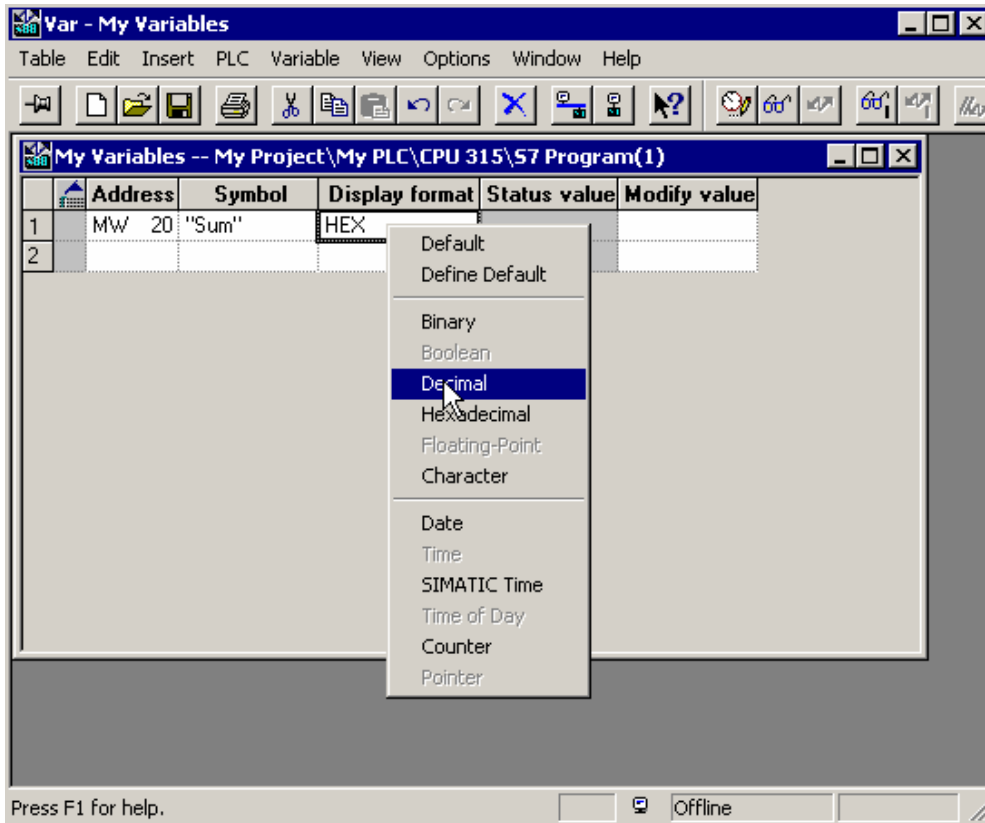 Var - My Variables
Table Edit Insert PLC Variable View Options Window Help
My Variables -- My Project\My PLC\CPU 315\S7 Program(1)
Address Symbol Display format Status value Modify value
1 MW 20 "Sum" HEX
2
Default
Define Default
Binary
Boolean
Decimal
Hexadecimal
Floating-Point
Character
Date
Time
SIMATIC Time
Time of Day
Counter
Pointer
Press F1 for help. Offline